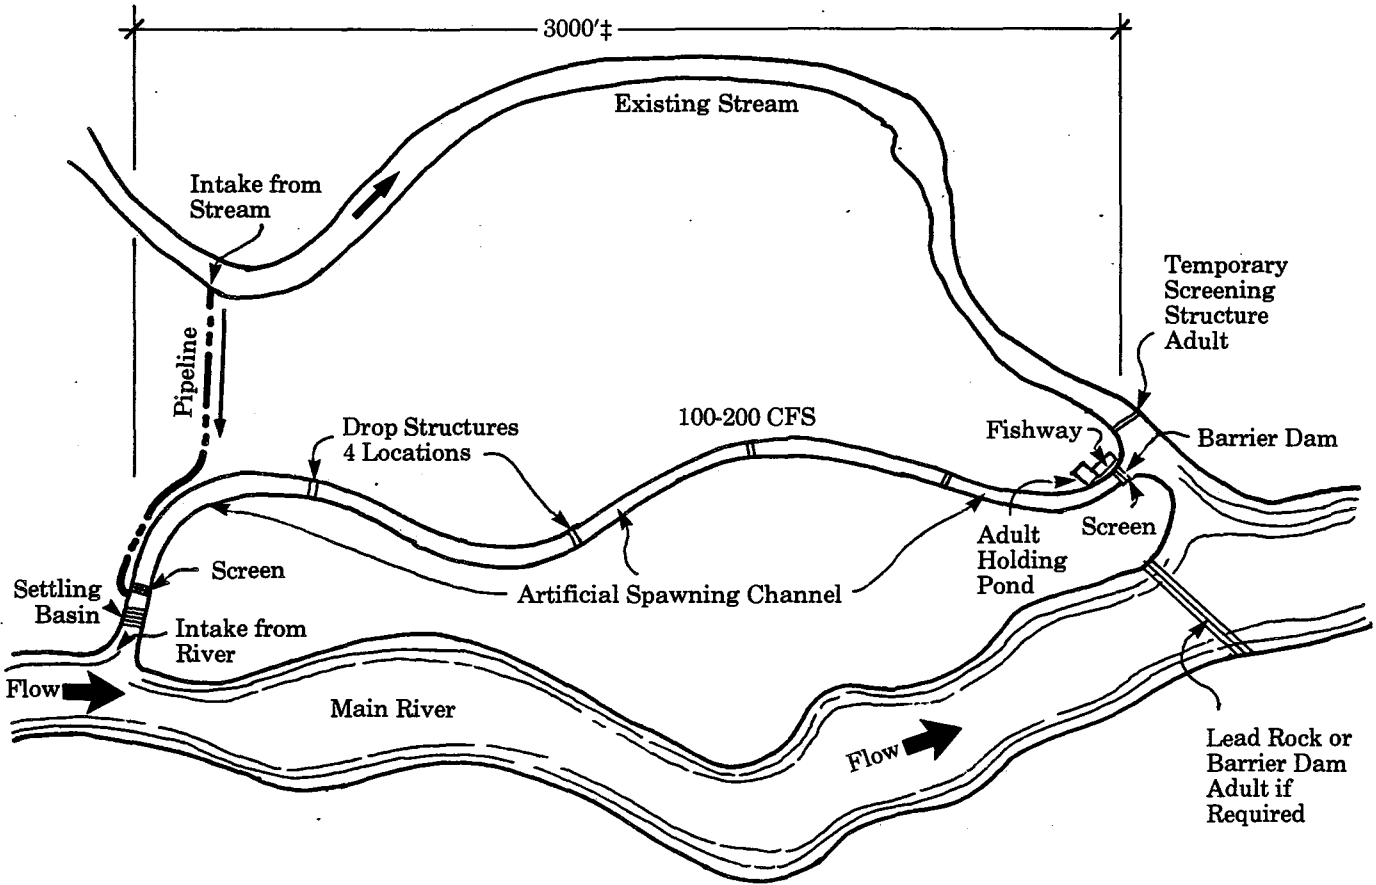 3000'‡
Existing Stream
Intake from
Stream
Temporary
Screening
Structure
Adult
Pipeline
100-200 CFS
Drop Structures
4 Locations
Fishway
Barrier Dam
Adult
Holding
Pond
Screen
Screen
Settling
Basin
Artificial Spawning Channel
Intake from
River
Flow
Main River
Flow
Lead Rock or
Barrier Dam
Adult if
Required